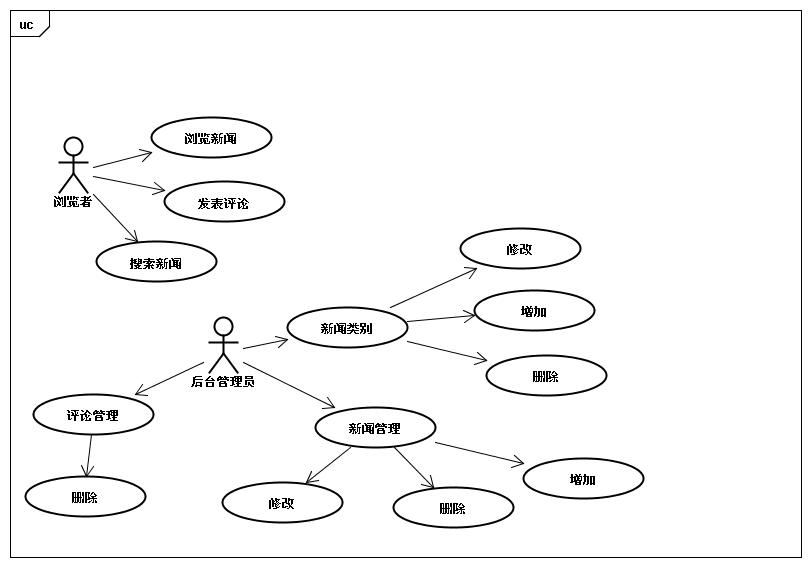 uc
浏览新闻
浏览者
发表评论
搜索新闻
修改
增加
新闻类别
删除
后台管理员
评论管理
新闻管理
增加
删除
修改
删除